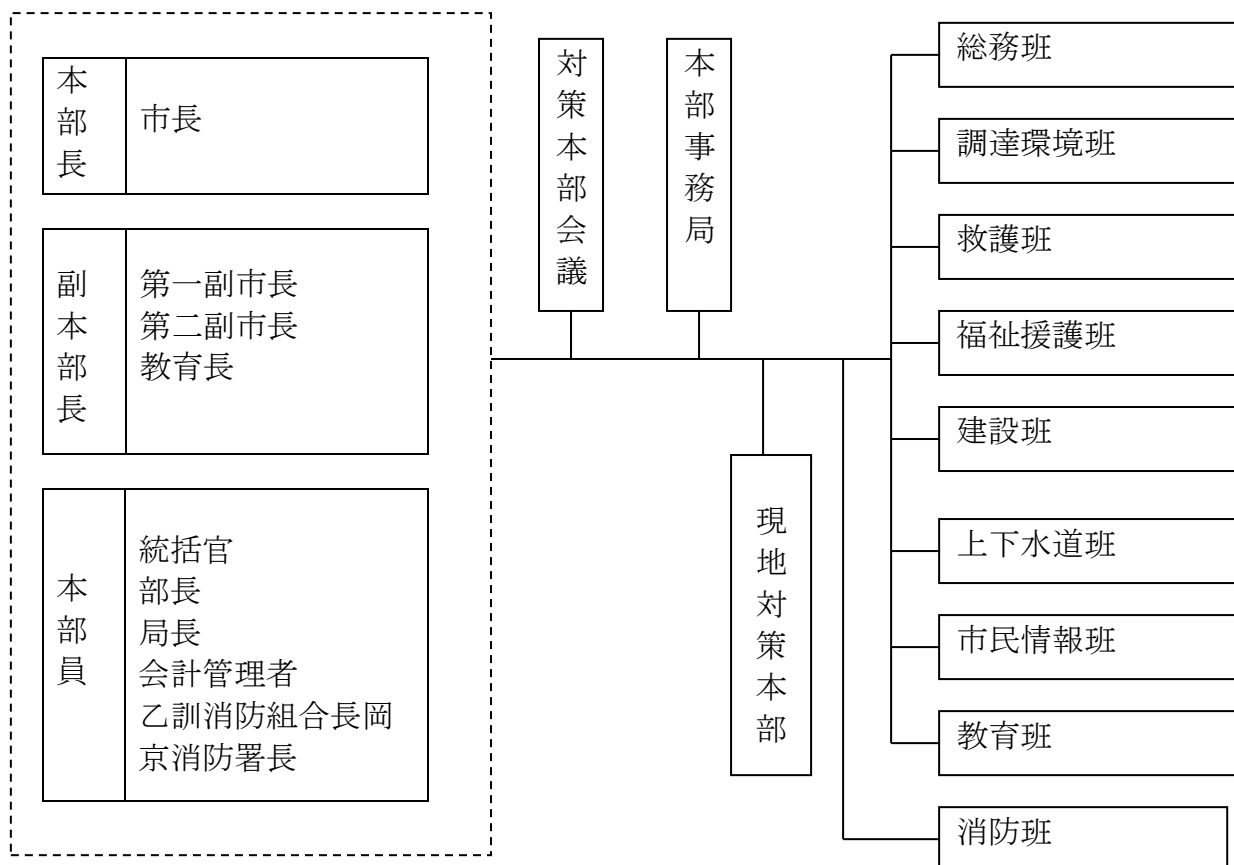 本部長
市長
副本部長
第一副市長
第二副市長
教育長
本部員
統括官
部長
局長
会計管理者
乙訓消防組合長岡
京消防署長
対策本部会議
本部事務局
現地対策本部
総務班
調達環境班
救護班
福祉援護班
建設班
上下水道班
市民情報班
教育班
消防班